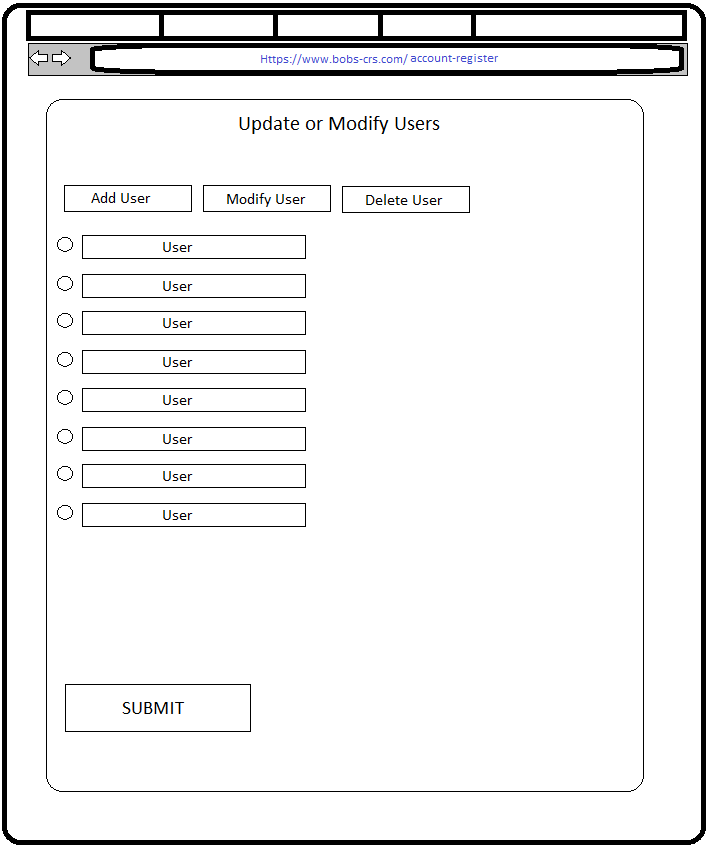 Https://www.bobs-crs.com/ account-register
Update or Modify Users
Add User
Modify User
Delete User
User
User
User
User
User
User
User
User
SUBMIT